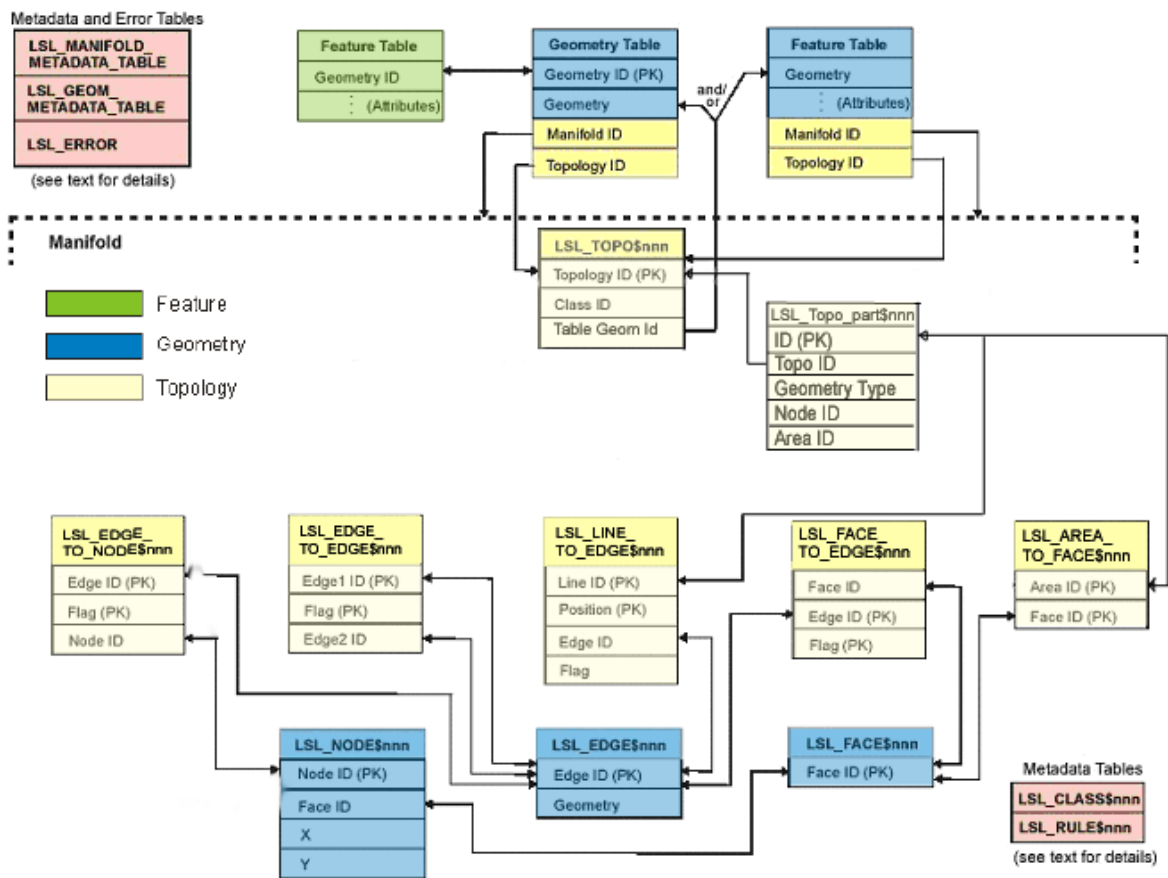 Metadata and Error Tables
LSL_MANIFOLD_
METADATA_TABLE
LSL_GEOM_
METADATA_TABLE
LSL_ERROR
(see text for details)
Feature Table
Geometry ID
(Attributes)
Geometry Table
Geometry ID (PK)
Geometry
Manifold ID
Topology ID
and/
or
Feature Table
Geometry
(Attributes)
Manifold ID
Topology ID
Manifold
Feature
Geometry
Topology
LSL_TOPO$nnn
Topology ID (PK)
Class ID
Table Geom Id
LSL_Topo_part$nnn
ID (PK)
Topo ID
Geometry Type
Node ID
Area ID
LSL_EDGE_
TO_NODE$nnn
Edge ID (PK)
Flag (PK)
Node ID
LSL_EDGE_
TO_EDGE$nnn
Edge1 ID (PK)
Flag (PK)
Edge2 ID
LSL_LINE_
TO_EDGE$nnn
Line ID (PK)
Position (PK)
Edge ID
Flag
LSL_FACE_
TO_EDGE$nnn
Face ID
Edge ID (PK)
Flag (PK)
LSL_AREA_
TO_FACE$nnn
Area ID (PK)
Face ID (PK)
LSL_NODE$nnn
Node ID (PK)
Face ID
X
Y
LSL_EDGE$nnn
Edge ID (PK)
Geometry
LSL_FACE$nnn
Face ID (PK)
Metadata Tables
LSL_CLASS$nnn
LSL_RULE$nnn
(see text for details)